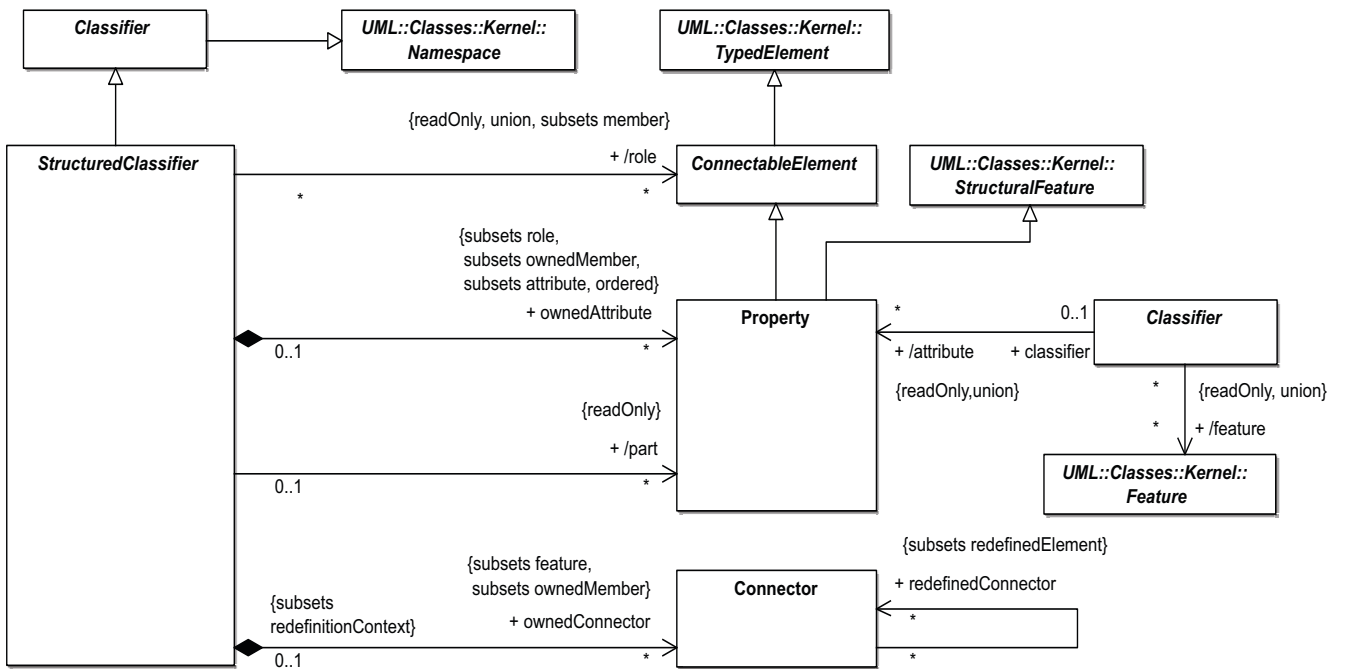 Classifier
UML::Classes::Kernel::
Namespace
UML::Classes::Kernel::
TypedElement
{readOnly, union, subsets member}
+ /role
*
*
StructuredClassifier
ConnectableElement
UML::Classes::Kernel::
StructuralFeature
{subsets role,
subsets ownedMember,
subsets attribute, ordered}
+ ownedAttribute
0..1
*
Property
*
0..1
+ /attribute
+ classifier
{readOnly,union}
Classifier
*
{readOnly, union}
*
+ /feature
UML::Classes::Kernel::
Feature
{readOnly}
+ /part
0..1
*
{subsets feature,
subsets ownedMember}
{subsets
redefinitionContext}
+ ownedConnector
0..1
*
Connector
{subsets redefinedElement}
+ redefinedConnector
*
*